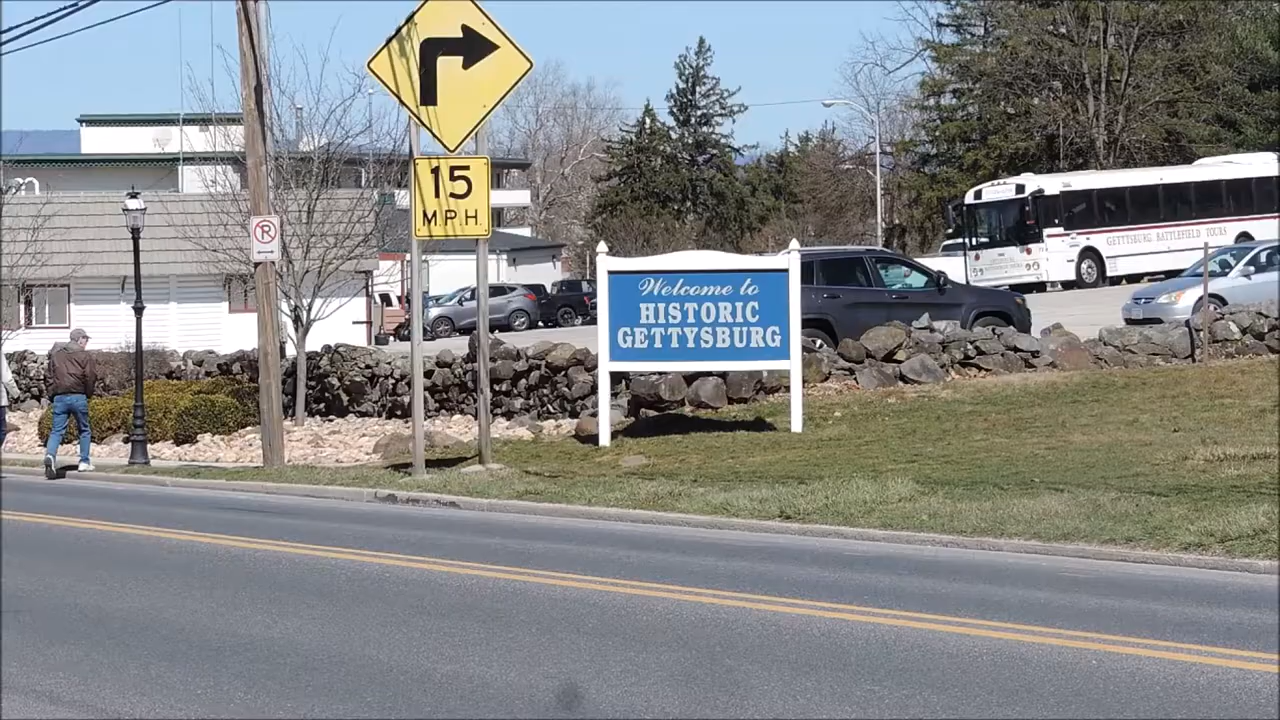 15
M.P.H.
Welcome to
HISTORIC
GETTYSBURG
GETTYSBURG BATTLEFIELD TOURS